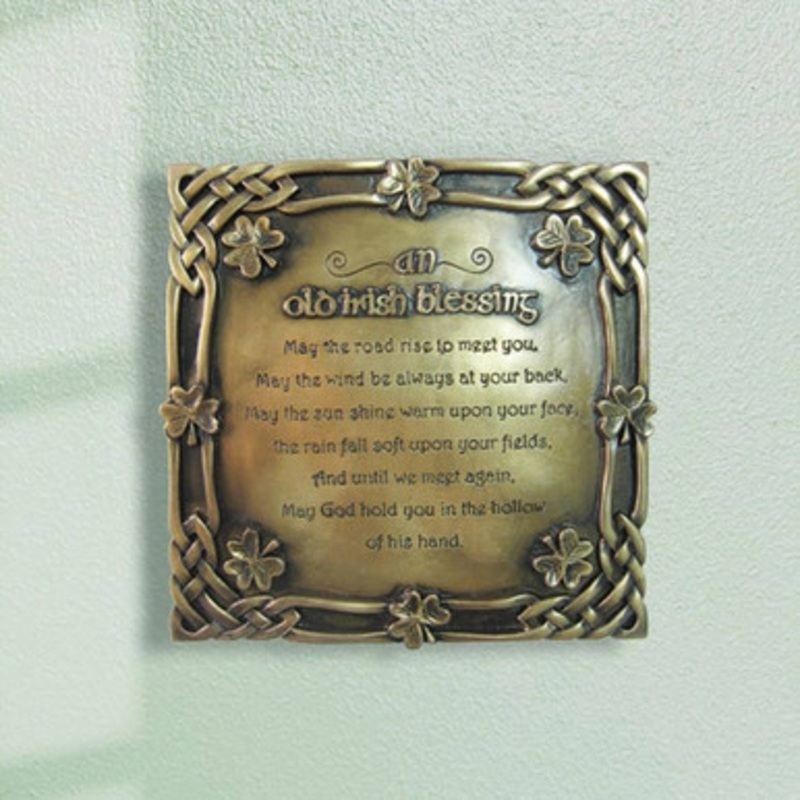 an
old irish blessing
May the road rise to meet you,
May the wind be always at your back,
May the sun shine warm upon your face,
the rain fall soft upon your fields,
And until we meet again,
May God hold you in the hollow
of his hand.